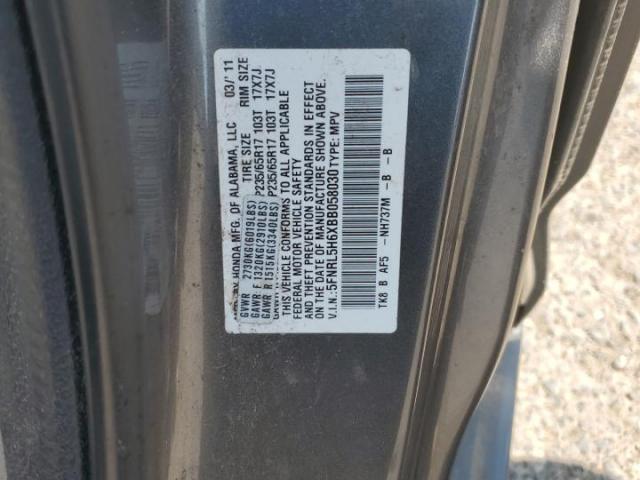 MFD BY HONDA MFG. OF ALABAMA, LLC 03/'11
TIRE SIZE RIM SIZE
GVWR 2730KG(6019LBS)
GAWR F 1320KG(2910LBS) P235/65R17 103T 17X7J
GAWR R 1515KG(3340LBS) P235/65R17 103T 17X7J
THIS VEHICLE CONFORMS TO ALL APPLICABLE
FEDERAL MOTOR VEHICLE SAFETY
AND THEFT PREVENTION STANDARDS IN EFFECT
ON THE DATE OF MANUFACTURE SHOWN ABOVE.
V.I.N.:5FNRL5H6XBB058030 TYPE: MPV
TK8 B AF5 -NH737M -B -B